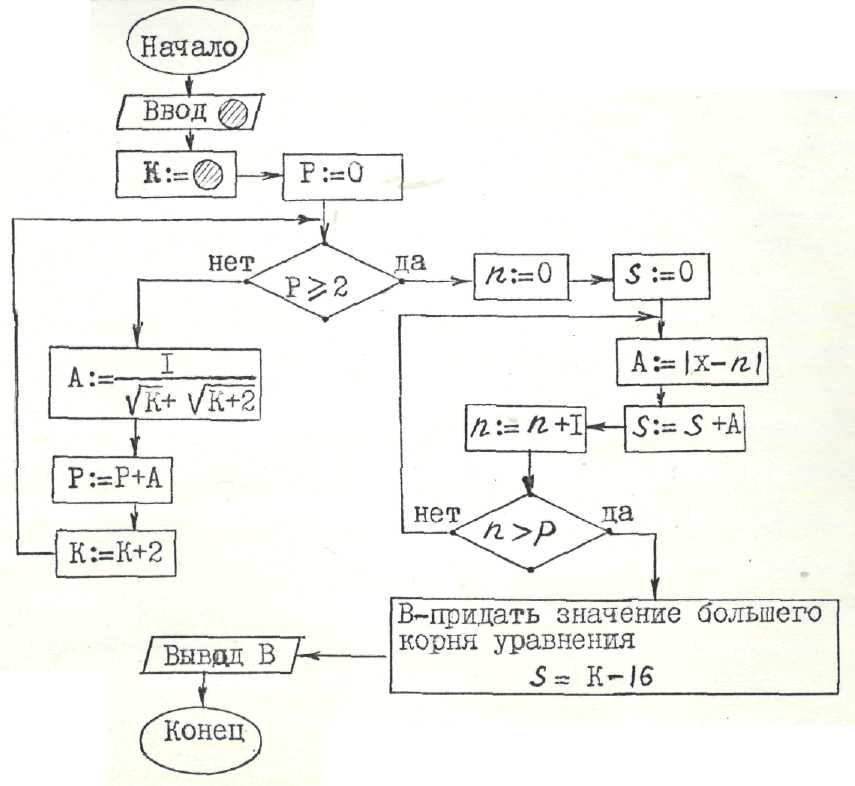 Начало
Ввод
К:=
Р:=0
нет
Р⩾2
да
n:=0
s:=0
A:= I / (√К + √К+2)
A:= |x-n|
n:= n+I
s:= s+A
Р:=Р+А
нет
n>P
да
К:=К+2
В-придать значение большего
корня уравнения
s = К-16
Вывод В
Конец